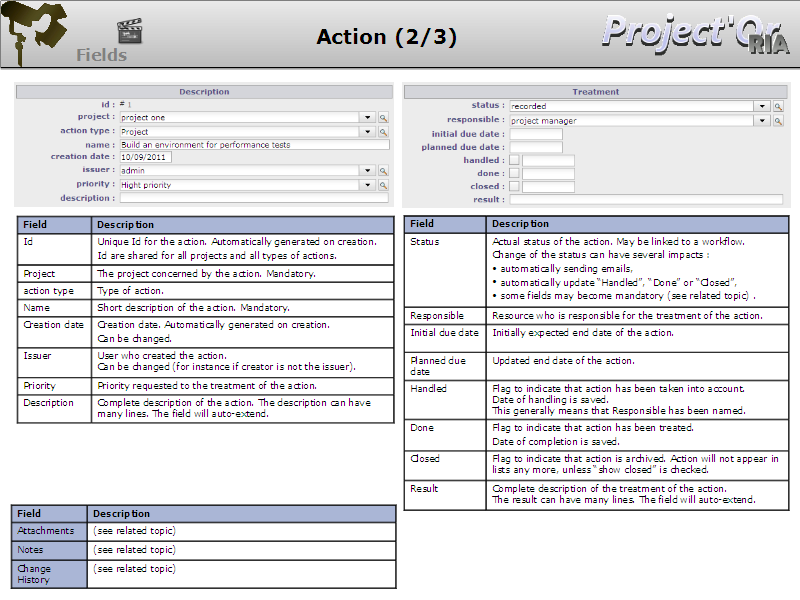 Fields
Action (2/3)
Project'Or
RIA
Description
id : # 1
project : project one
action type : Project
name : Build an environment for performance tests
creation date : 10/09/2011
issuer : admin
priority : Hight priority
description :
Treatment
status : recorded
responsible : project manager
initial due date :
planned due date :
handled :
done :
closed :
result :
Field Description
Id Unique Id for the action. Automatically generated on creation.
Id are shared for all projects and all types of actions.
Project The project concerned by the action. Mandatory.
action type Type of action.
Name Short description of the action. Mandatory.
Creation date Creation date. Automatically generated on creation.
Can be changed.
Issuer User who created the action.
Can be changed (for instance if creator is not the issuer).
Priority Priority requested to the treatment of the action.
Description Complete description of the action. The description can have
many lines. The field will auto-extend.
Field Description
Status Actual status of the action. May be linked to a workflow.
Change of the status can have several impacts :
• automatically sending emails,
• automatically update “Handled”, “Done” or “Closed”,
• some fields may become mandatory (see related topic) .
Responsible Resource who is responsible for the treatment of the action.
Initial due date Initially expected end date of the action.
Planned due Updated end date of the action.
date
Handled Flag to indicate that action has been taken into account.
Date of handling is saved.
This generally means that Responsible has been named.
Done Flag to indicate that action has been treated.
Date of completion is saved.
Closed Flag to indicate that action is archived. Action will not appear in
lists any more, unless “show closed” is checked.
Result Complete description of the treatment of the action.
The result can have many lines. The field will auto-extend.
Field Description
Attachments (see related topic)
Notes (see related topic)
Change (see related topic)
History